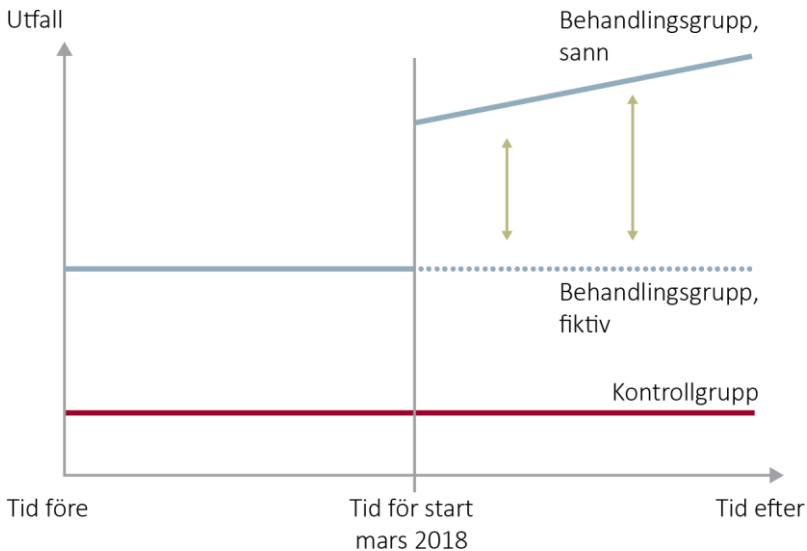 Utfall
Behandlingsgrupp,
sann
Behandlingsgrupp,
fiktiv
Kontrollgrupp
Tid före
Tid för start
mars 2018
Tid efter